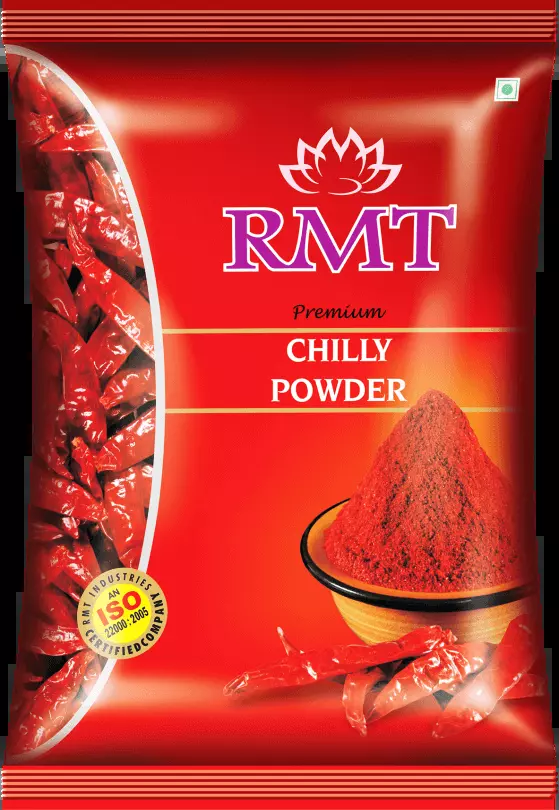 RMT
Premium
CHILLY
POWDER
RMT INDUSTRIES
AN
ISO
22000:2005
CERTIFIEDCOMPANY